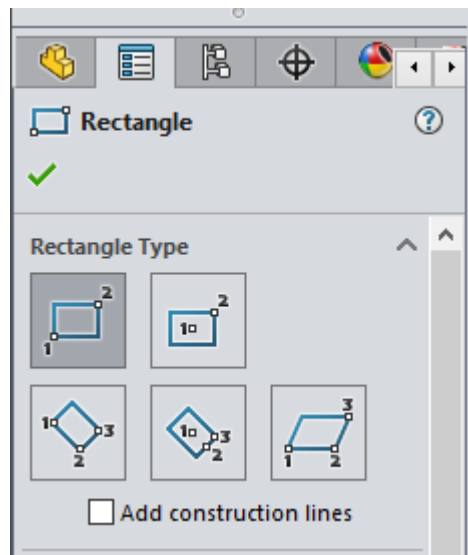 Rectangle
?
Rectangle Type
1 2
1 2
1 2 3
1 2 3
1 2 3
Add construction lines